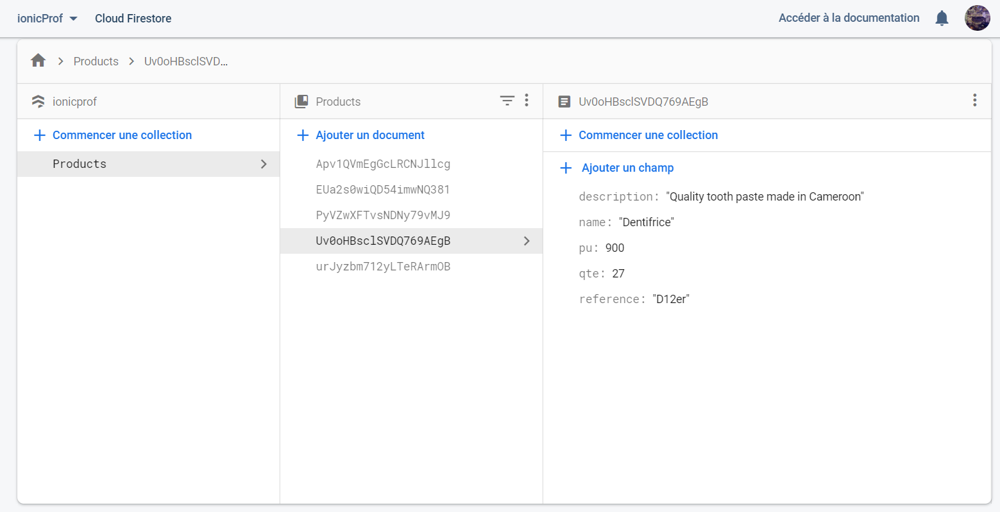 ionicProf Cloud Firestore Accéder à la documentation
Products Uv0oHBsclSVD...
ionicprof
Commencer une collection
Products
Products
Ajouter un document
Apv1QVmEgGcLRCNJllcg
EUa2s0wiQD54imwNQ381
PyVZwXFTvsNDNy79vMJ9
Uv0oHBsclSVDQ769AEgB
urJyzbm712yLTeRArmOB
Uv0oHBsclSVDQ769AEgB
Commencer une collection
Ajouter un champ
description: "Quality tooth paste made in Cameroon"
name: "Dentifrice"
pu: 900
qte: 27
reference: "D12er"